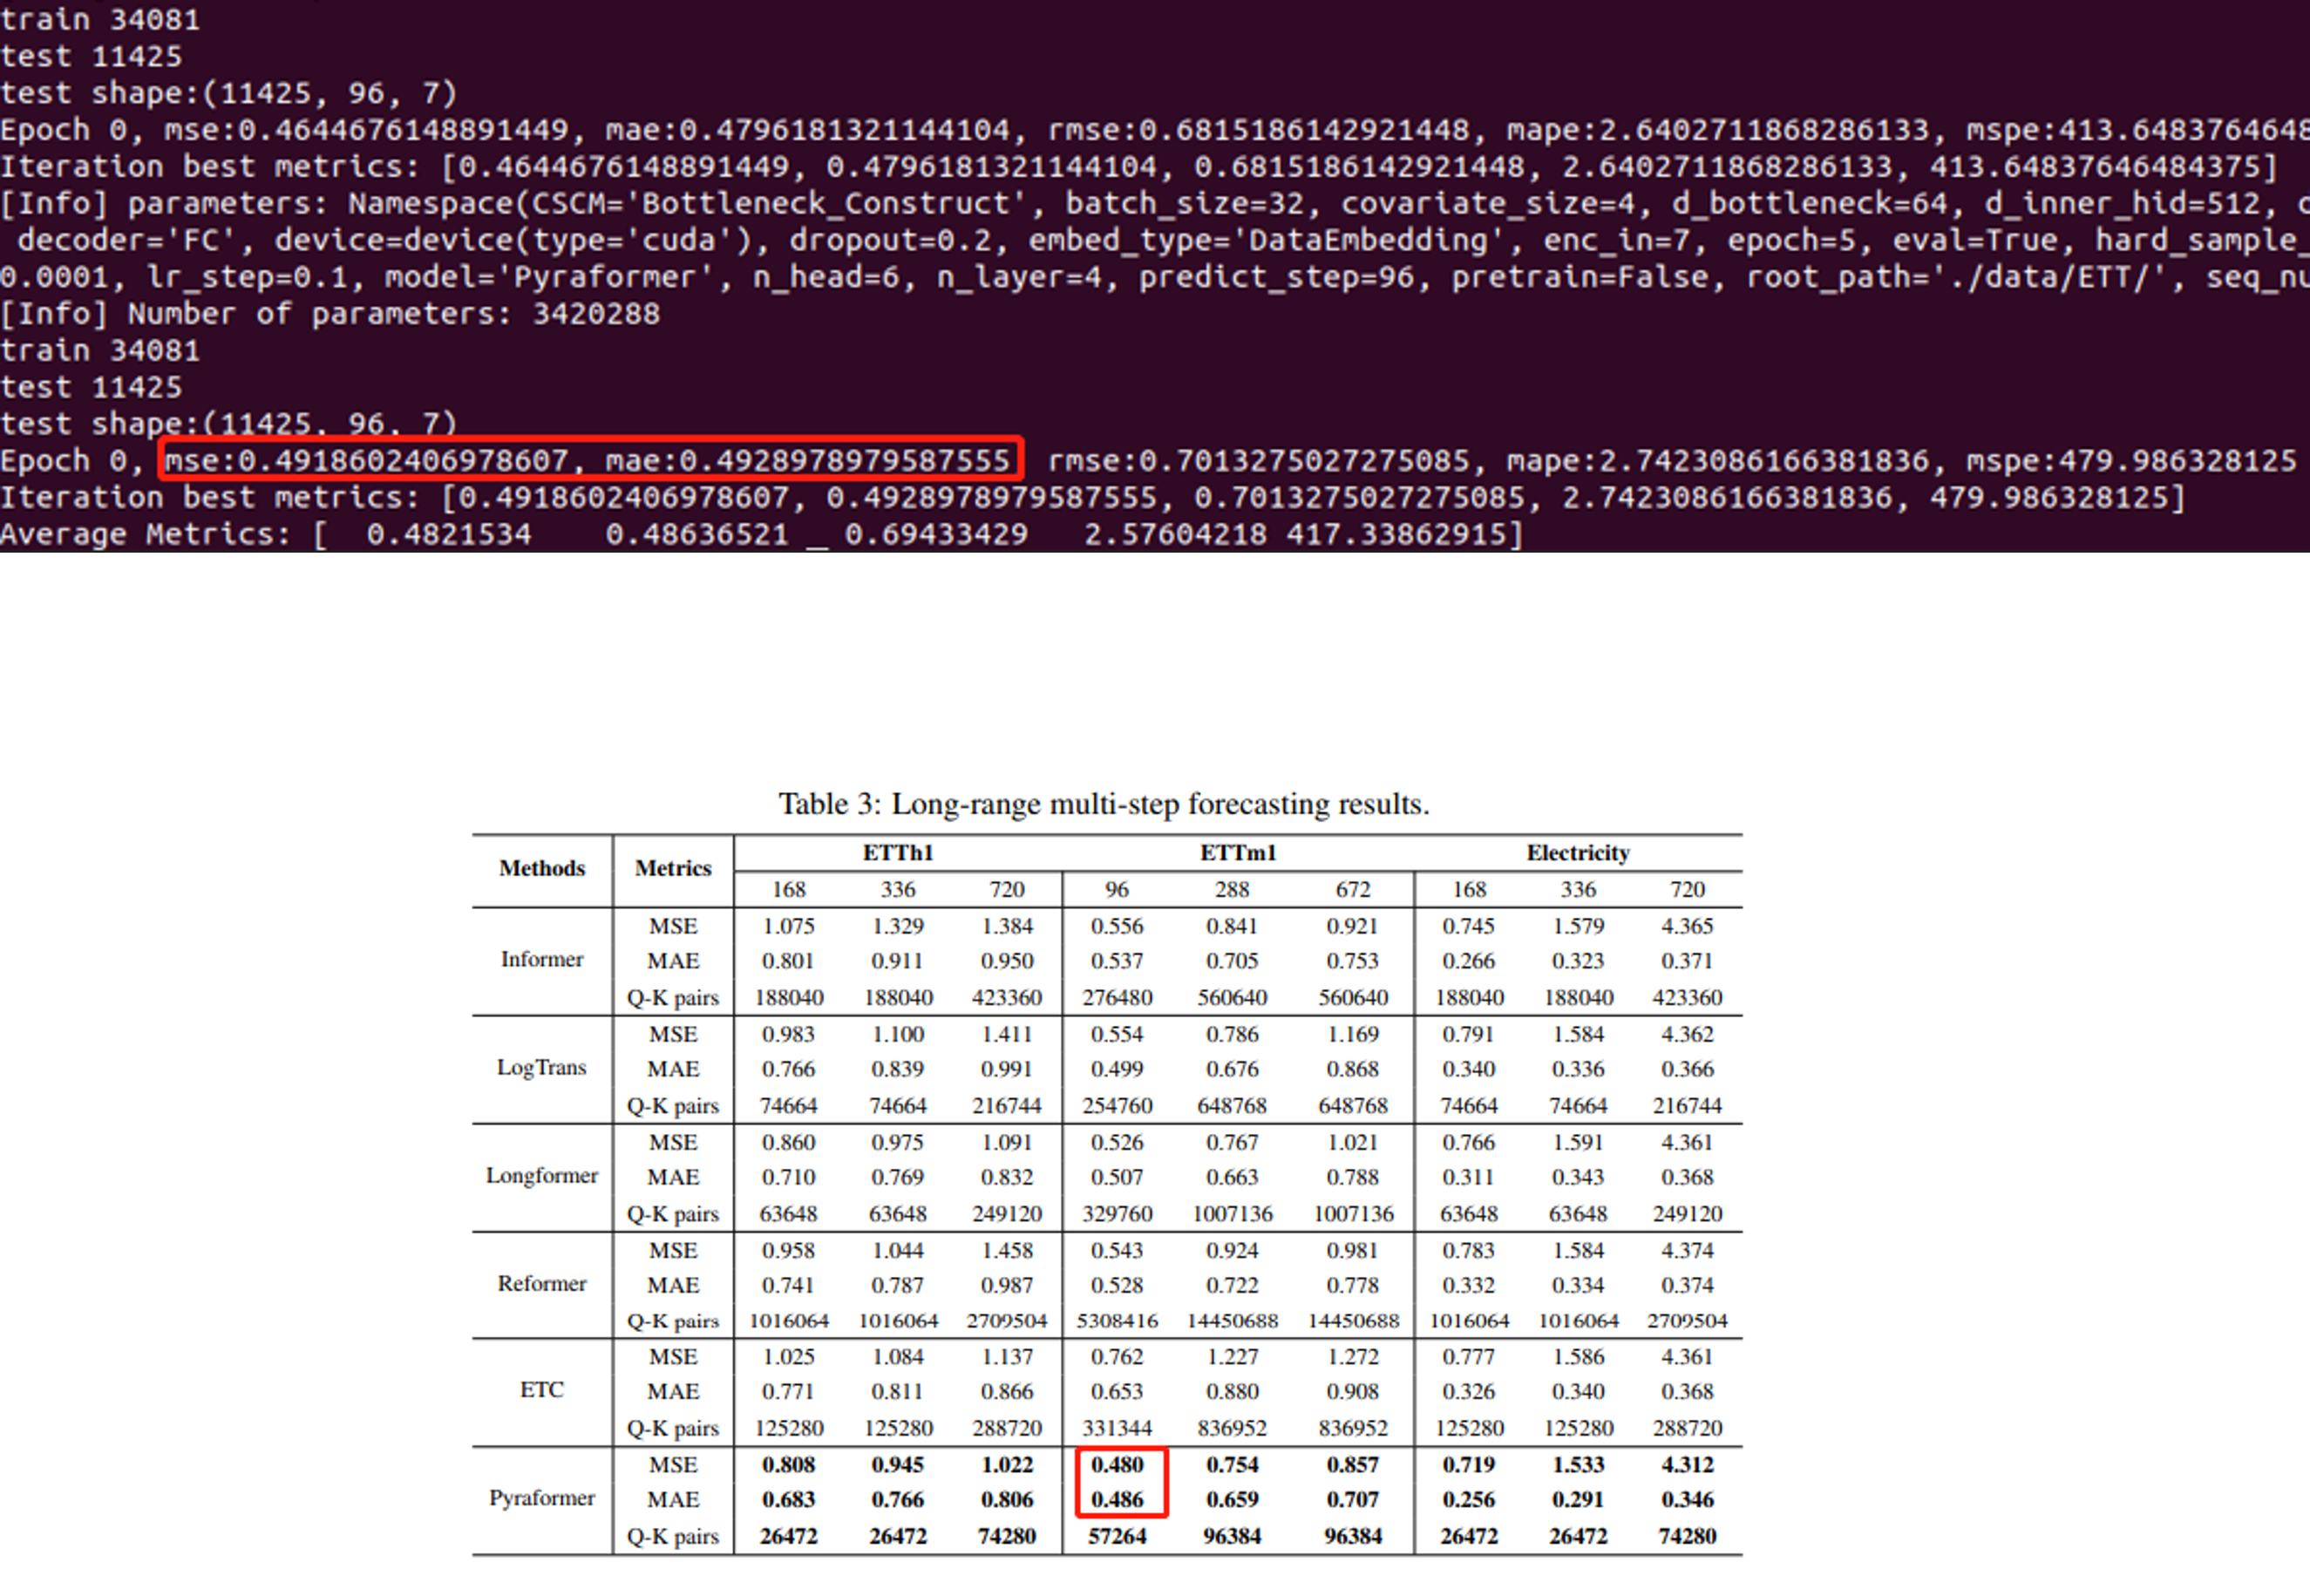 train 34081
test 11425
test shape:(11425, 96, 7)
Epoch 0, mse:0.4644676148891449, mae:0.4796181321144104, rmse:0.6815186142921448, mape:2.6402711868286133, mspe:413.6483764648
Iteration best metrics: [0.4644676148891449, 0.4796181321144104, 0.6815186142921448, 2.6402711868286133, 413.64837646484375]
[Info] parameters: Namespace(CSCM='Bottleneck_Construct', batch_size=32, covariate_size=4, d_bottleneck=64, d_inner_hid=512,
decoder='FC', device=device(type='cuda'), dropout=0.2, embed_type='DataEmbedding', enc_in=7, epoch=5, eval=True, hard_sample_
0.0001, lr_step=0.1, model='Pyraformer', n_head=6, n_layer=4, predict_step=96, pretrain=False, root_path='./data/ETT/', seq_nu
[Info] Number of parameters: 3420288
train 34081
test 11425
test shape:(11425, 96, 7)
Epoch 0, mse:0.4918602406978607, mae:0.4928978979587555 rmse:0.7013275027275085, mape:2.7423086166381836, mspe:479.986328125
Iteration best metrics: [0.4918602406978607, 0.4928978979587555, 0.7013275027275085, 2.7423086166381836, 479.986328125]
Average Metrics: [ 0.4821534 0.48636521 _ 0.69433429 2.57604218 417.33862915]
Table 3: Long-range multi-step forecasting results.
Methods Metrics ETTh1 ETTm1 Electricity
168 336 720 96 288 672 168 336 720
Informer
MSE 1.075 1.329 1.384 0.556 0.841 0.921 0.745 1.579 4.365
MAE 0.801 0.911 0.950 0.537 0.705 0.753 0.266 0.323 0.371
Q-K pairs 188040 188040 423360 276480 560640 560640 188040 188040 423360
LogTrans
MSE 0.983 1.100 1.411 0.554 0.786 1.169 0.791 1.584 4.362
MAE 0.766 0.839 0.991 0.499 0.676 0.868 0.340 0.336 0.366
Q-K pairs 74664 74664 216744 254760 648768 648768 74664 74664 216744
Longformer
MSE 0.860 0.975 1.091 0.526 0.767 1.021 0.766 1.591 4.361
MAE 0.710 0.769 0.832 0.507 0.663 0.788 0.311 0.343 0.368
Q-K pairs 63648 63648 249120 329760 1007136 1007136 63648 63648 249120
Reformer
MSE 0.958 1.044 1.458 0.543 0.924 0.981 0.783 1.584 4.374
MAE 0.741 0.787 0.987 0.528 0.722 0.778 0.332 0.334 0.374
Q-K pairs 1016064 1016064 2709504 5308416 14450688 14450688 1016064 1016064 2709504
ETC
MSE 1.025 1.084 1.137 0.762 1.227 1.272 0.777 1.586 4.361
MAE 0.771 0.811 0.866 0.653 0.880 0.908 0.326 0.340 0.368
Q-K pairs 125280 125280 288720 331344 836952 836952 125280 125280 288720
Pyraformer
MSE 0.808 0.945 1.022 0.480 0.754 0.857 0.719 1.533 4.312
MAE 0.683 0.766 0.806 0.486 0.659 0.707 0.256 0.291 0.346
Q-K pairs 26472 26472 74280 57264 96384 96384 26472 26472 74280